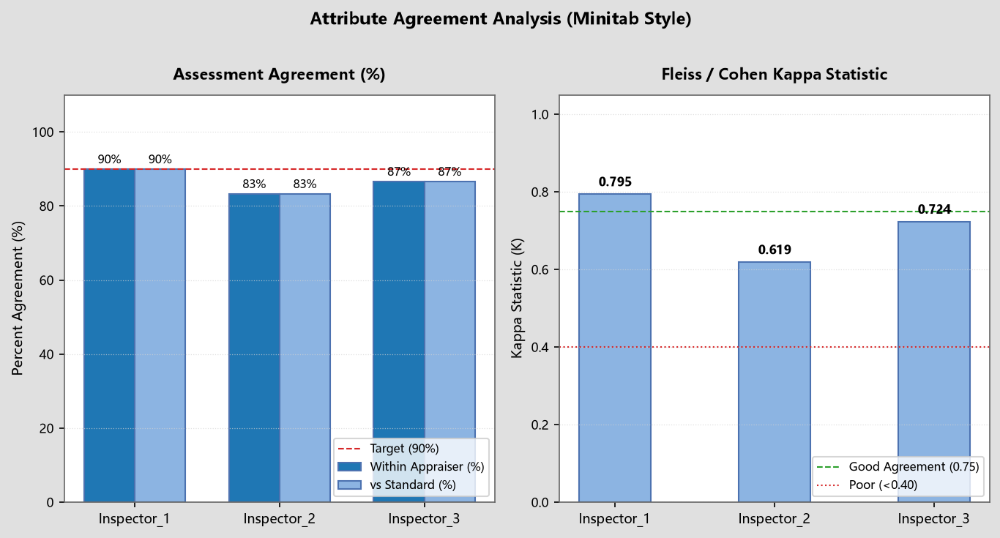 Attribute Agreement Analysis (Minitab Style)
Assessment Agreement (%)
Percent Agreement (%)
100
80
60
40
20
0
90%
90%
83%
83%
87%
87%
Inspector_1
Inspector_2
Inspector_3
Target (90%)
Within Appraiser (%)
vs Standard (%)
Fleiss / Cohen Kappa Statistic
Kappa Statistic (K)
1.0
0.8
0.6
0.4
0.2
0.0
0.795
0.619
0.724
Inspector_1
Inspector_2
Inspector_3
Good Agreement (0.75)
Poor (<0.40)